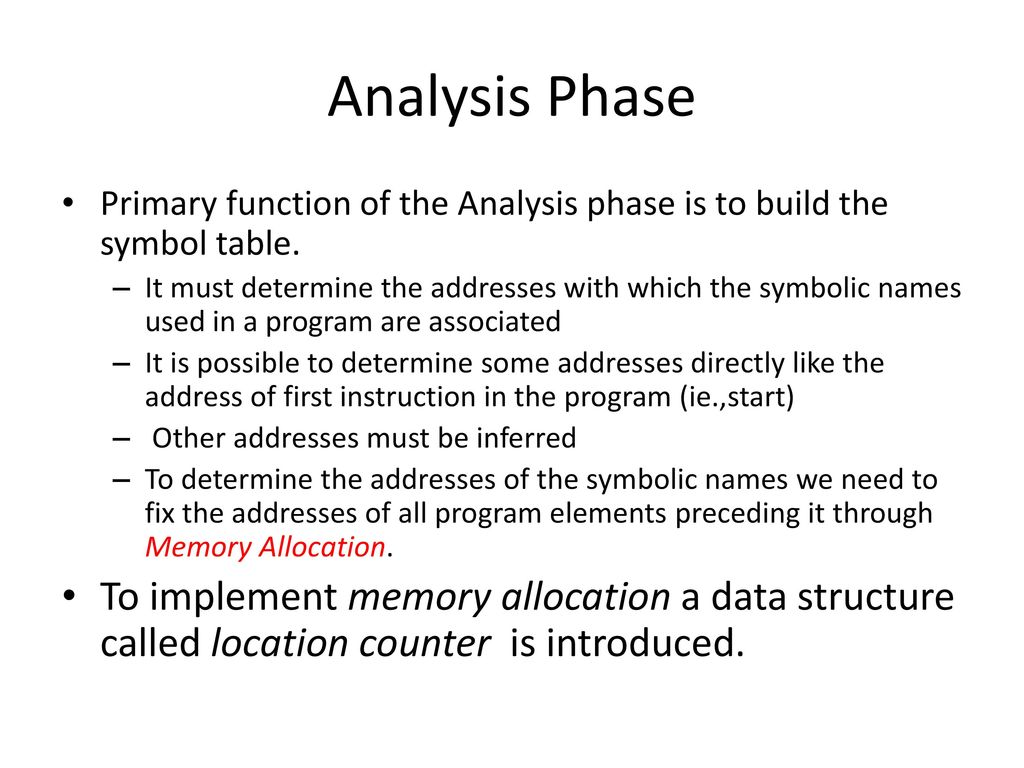 Analysis Phase
• Primary function of the Analysis phase is to build the
symbol table.
– It must determine the addresses with which the symbolic names
used in a program are associated
– It is possible to determine some addresses directly like the
address of first instruction in the program (ie.,start)
– Other addresses must be inferred
– To determine the addresses of the symbolic names we need to
fix the addresses of all program elements preceding it through
Memory Allocation.
• To implement memory allocation a data structure
called location counter is introduced.